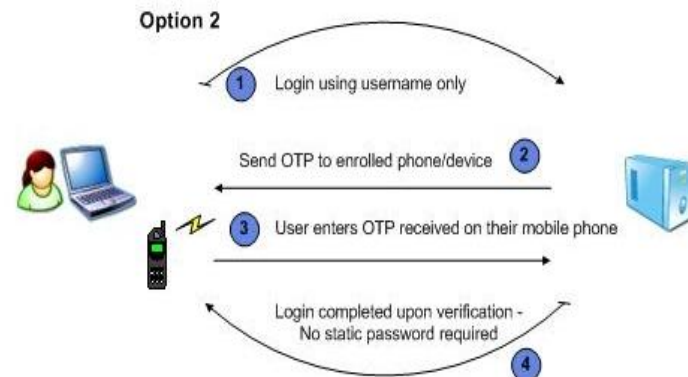 Option 2
1 Login using username only
Send OTP to enrolled phone/device 2
3 User enters OTP received on their mobile phone
Login completed upon verification -
No static password required
4